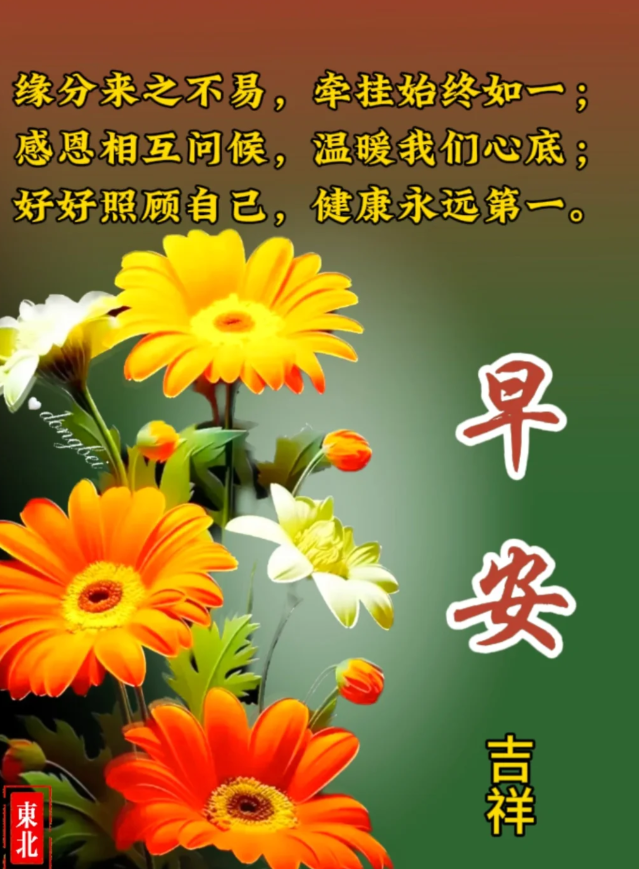 缘分来之不易，牵挂始终如一；
感恩相互问候，温暖我们心底；
好好照顾自己，健康永远第一。
早安
dongbei
吉祥
東北